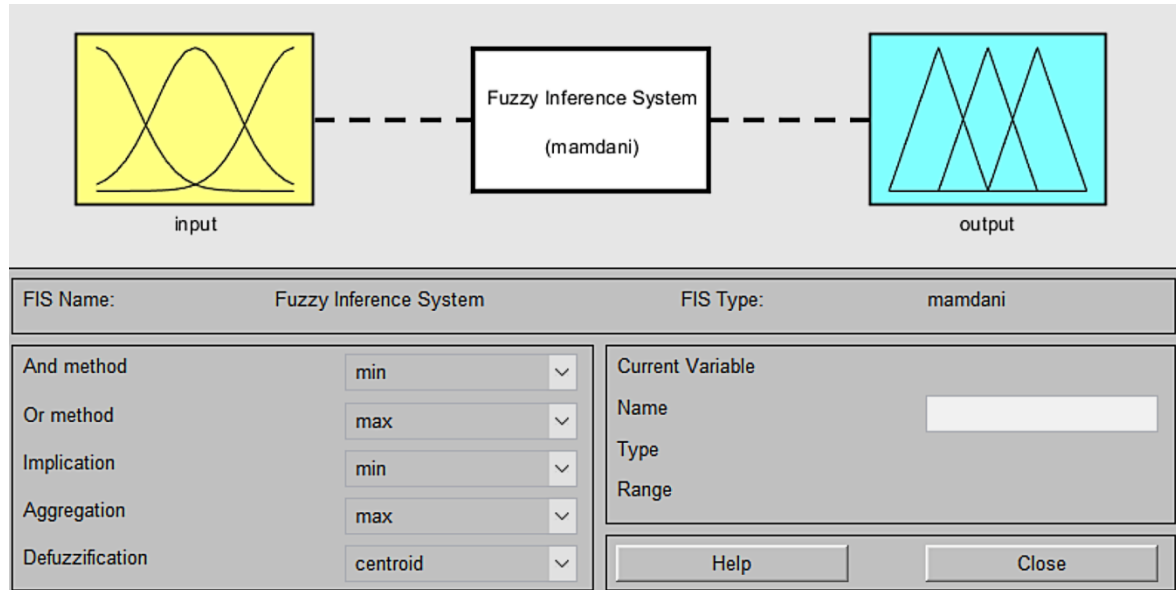 Fuzzy Inference System
(mamdani)
input
output
FIS Name: Fuzzy Inference System FIS Type: mamdani
And method min
Or method max
Implication min
Aggregation max
Defuzzification centroid
Current Variable
Name
Type
Range
Help Close